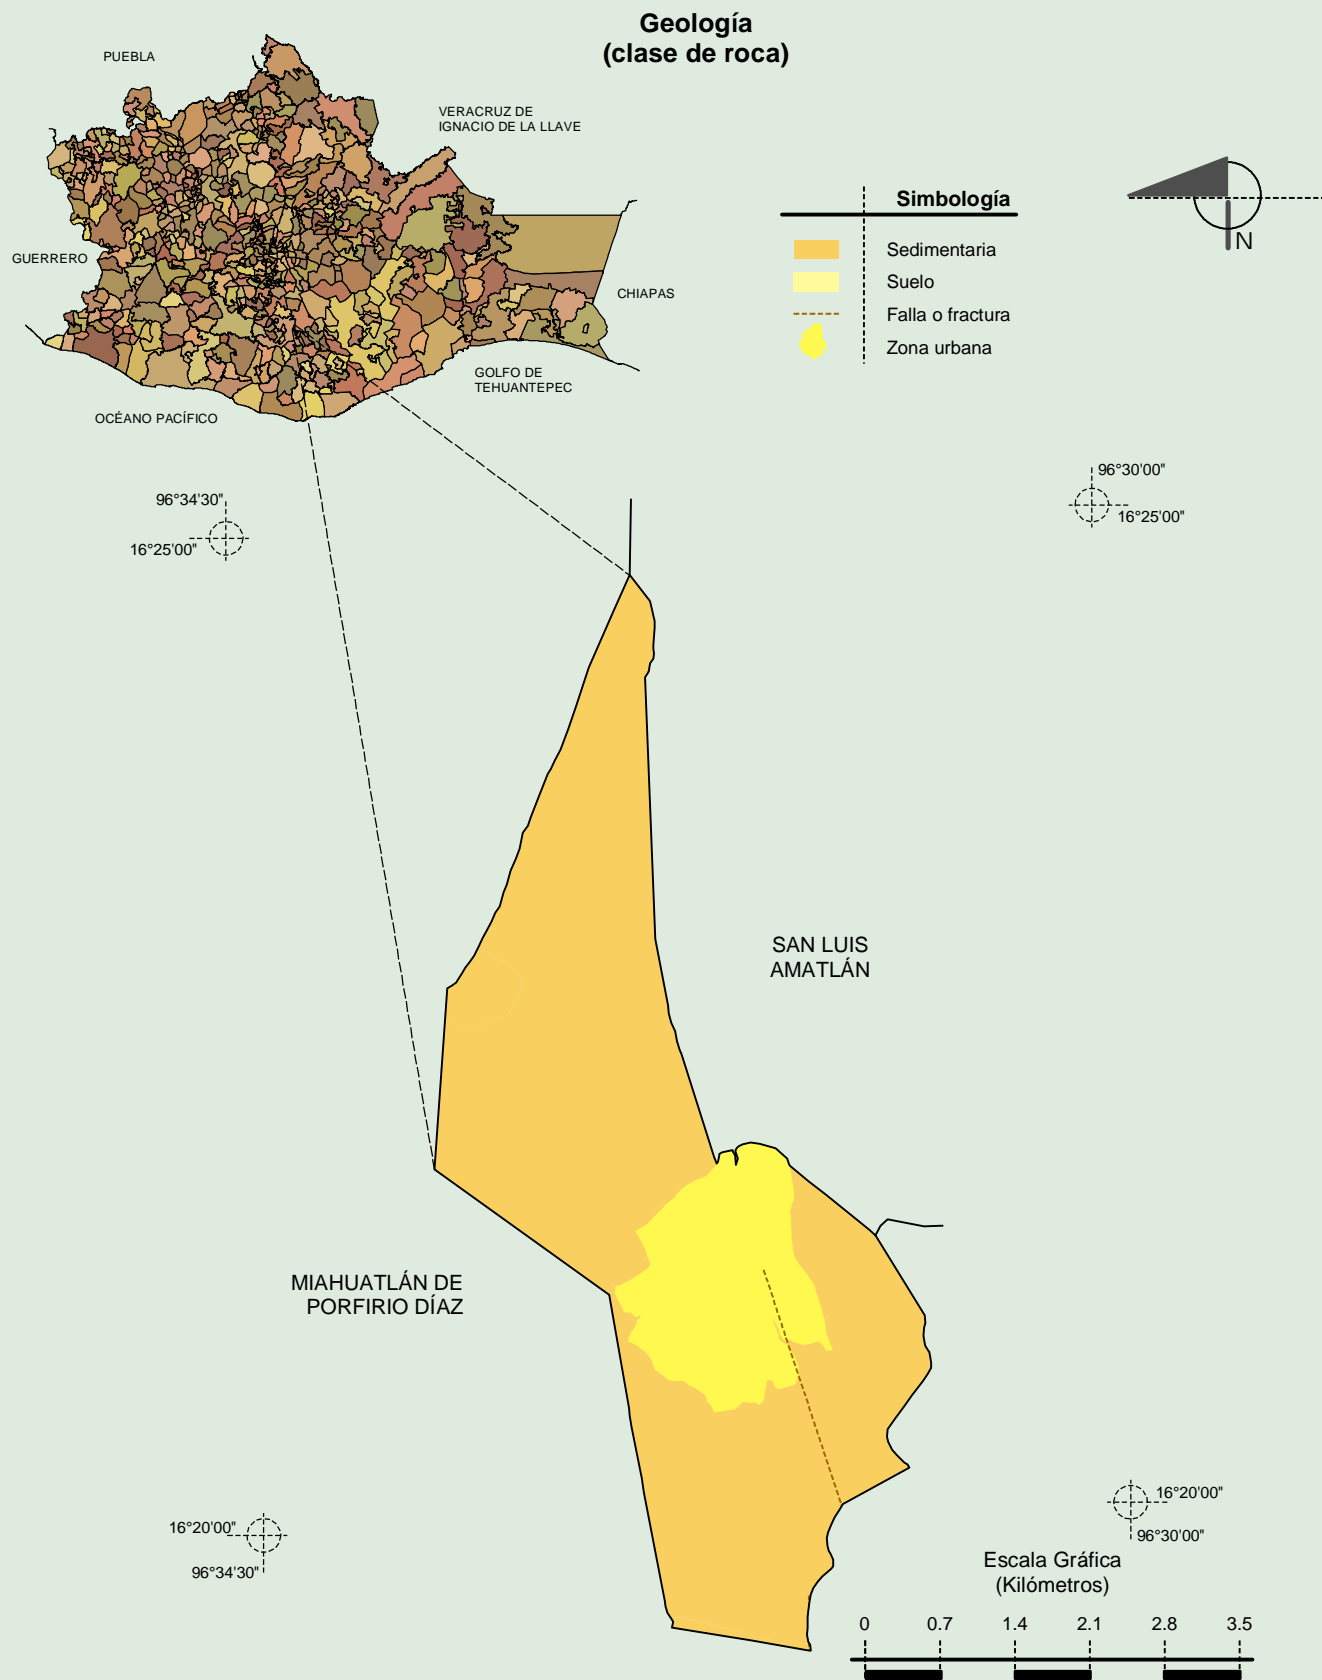 Geología
(clase de roca)
PUEBLA
VERACRUZ DE
IGNACIO DE LA LLAVE
GUERRERO
CHIAPAS
GOLFO DE
TEHUANTEPEC
OCÉANO PACÍFICO
Simbología
Sedimentaria
Suelo
Falla o fractura
Zona urbana
N
96°34'30"
16°25'00"
96°30'00"
16°25'00"
SAN LUIS
AMATLÁN
MIAHUATLÁN DE
PORFIRIO DÍAZ
16°20'00"
96°34'30"
16°20'00"
96°30'00"
Escala Gráfica
(Kilómetros)
0 0.7 1.4 2.1 2.8 3.5